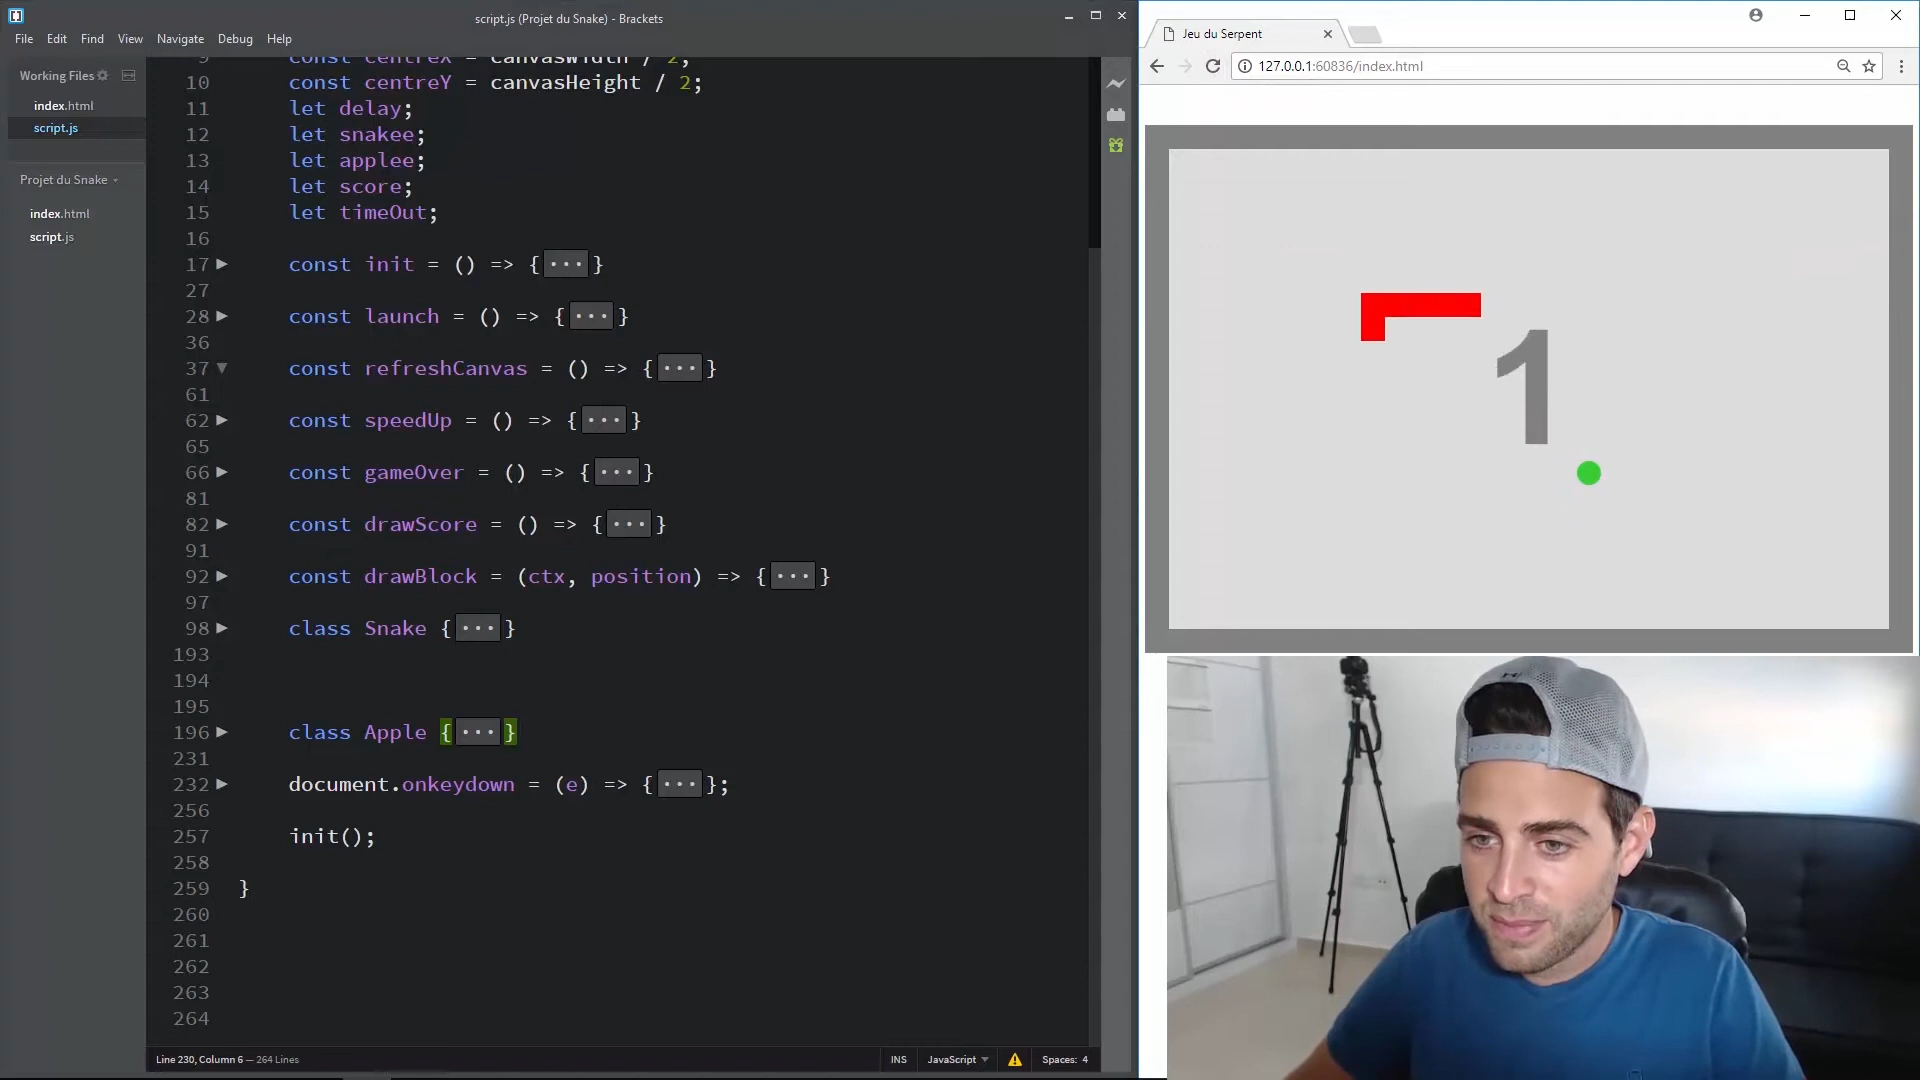 script.js (Projet du Snake) - Brackets
File Edit Find View Navigate Debug Help
Working Files
index.html
script.js
Projet du Snake
index.html
script.js
9 const centreX = canvasWidth / 2;
10 const centreY = canvasHeight / 2;
11 let delay;
12 let snakee;
13 let applee;
14 let score;
15 let timeOut;
16
17 const init = () => {...}
27
28 const launch = () => {...}
36
37 const refreshCanvas = () => {...}
61
62 const speedUp = () => {...}
65
66 const gameOver = () => {...}
81
82 const drawScore = () => {...}
91
92 const drawBlock = (ctx, position) => {...}
97
98 class Snake {...}
193
194
195
196 class Apple {...}
231
232 document.onkeydown = (e) => {...};
256
257 init();
258
259 }
260
261
262
263
264
Line 230, Column 6 — 264 Lines
INS JavaScript Spaces: 4
Jeu du Serpent
127.0.0.1:60836/index.html
1